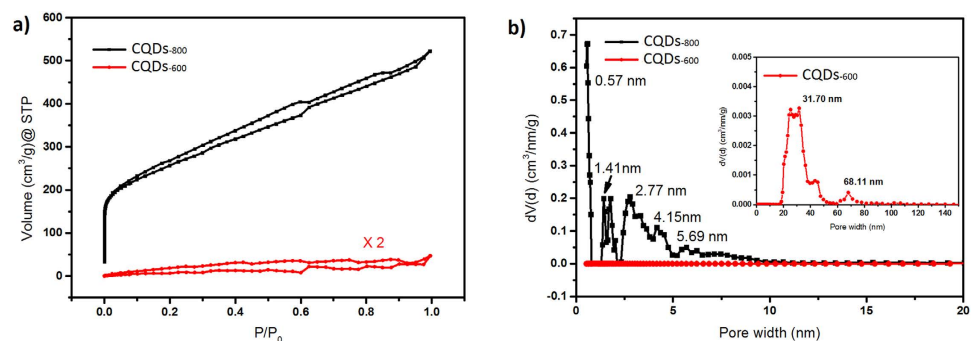 a)
CQDs-800
CQDs-600
600
500
400
300
200
100
0
Volume (cm³/g)@ STP
X 2
0.0 0.2 0.4 0.6 0.8 1.0
P/P₀
b)
CQDs-800
CQDs-600
0.7
0.6
0.5
0.4
0.3
0.2
0.1
0.0
-0.1
dV(d) (cm³/nm/g)
0.57 nm
1.41nm
2.77 nm
4.15nm
5.69 nm
0 5 10 15 20
Pore width (nm)
CQDs-600
0.005
0.004
0.003
0.002
0.001
0.000
dV(d) (cm³/nm/g)
31.70 nm
68.11 nm
0 20 40 60 80 100 120 140
Pore width (nm)